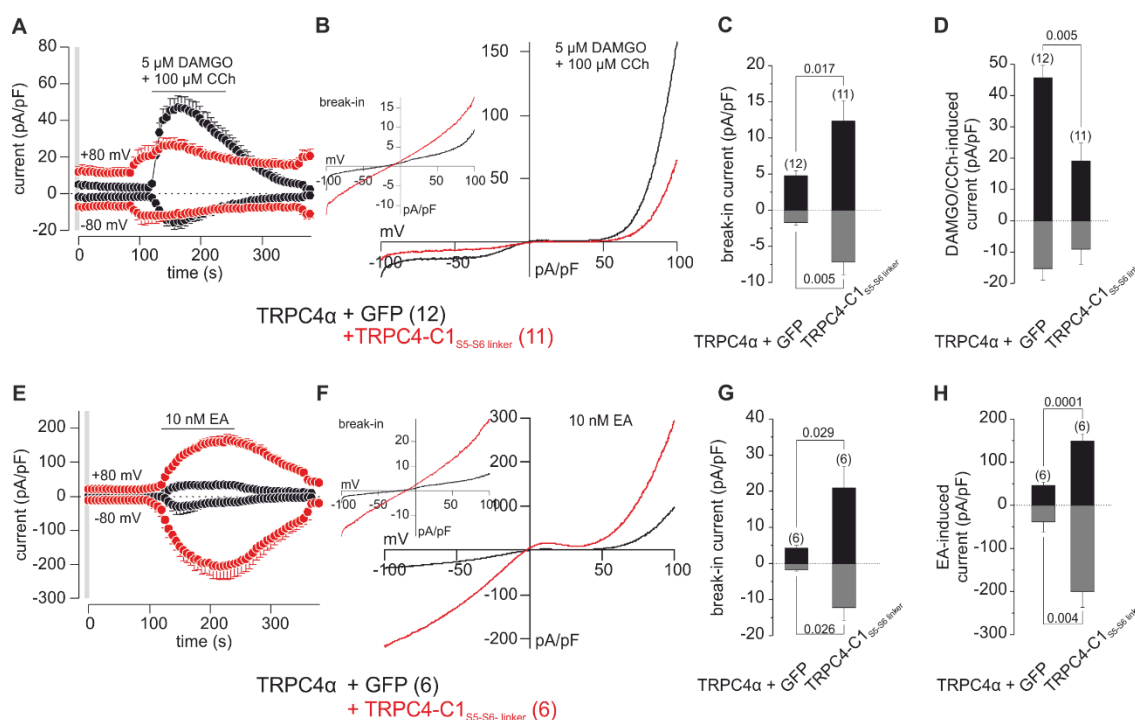 A
B
C
D
80
60
40
20
0
20
current (pA/pF)
5 µM DAMGO
+ 100 µM CCh
+80 mV
-80 mV
0 100 200 300
time (s)
break-in
15
10
5
mV
-100 -50
50 100
-5
-10
pA/pF
5 µM DAMGO
+ 100 µM CCh
150
100
50
mV
-100 -50
50 100
pA/pF
20
15
10
5
0
-5
-10
break-in current (pA/pF)
0.017
(12)
(11)
0.005
TRPC4α + GFP
TRPC4-C1S5-S6 linker
50
40
30
20
10
0
-10
-20
DAMGO/CCh-induced
current (pA/pF)
0.005
(12)
(11)
TRPC4α + GFP
TRPC4-C1S5-S6 linker
TRPC4α + GFP (12)
+TRPC4-C1S5-S6 linker (11)
E
F
G
H
200
100
0
100
200
300
current (pA/pF)
10 nM EA
+80 mV
-80 mV
0 100 200 300
time (s)
break-in
20
10
mV
-100 -50
50 100
-10
pA/pF
10 nM EA
300
200
100
mV
-100 -50
50 100
-100
-200
pA/pF
40
30
20
10
0
-10
-20
break-in current (pA/pF)
0.029
(6)
(6)
0.026
TRPC4α + GFP
TRPC4-C1S5-S6 linker
200
150
100
50
0
-50
-100
-200
-300
EA-induced
current (pA/pF)
0.0001
(6)
(6)
0.004
TRPC4α + GFP
TRPC4-C1S5-S6 linker
TRPC4α + GFP (6)
+ TRPC4-C1S5-S6- linker (6)